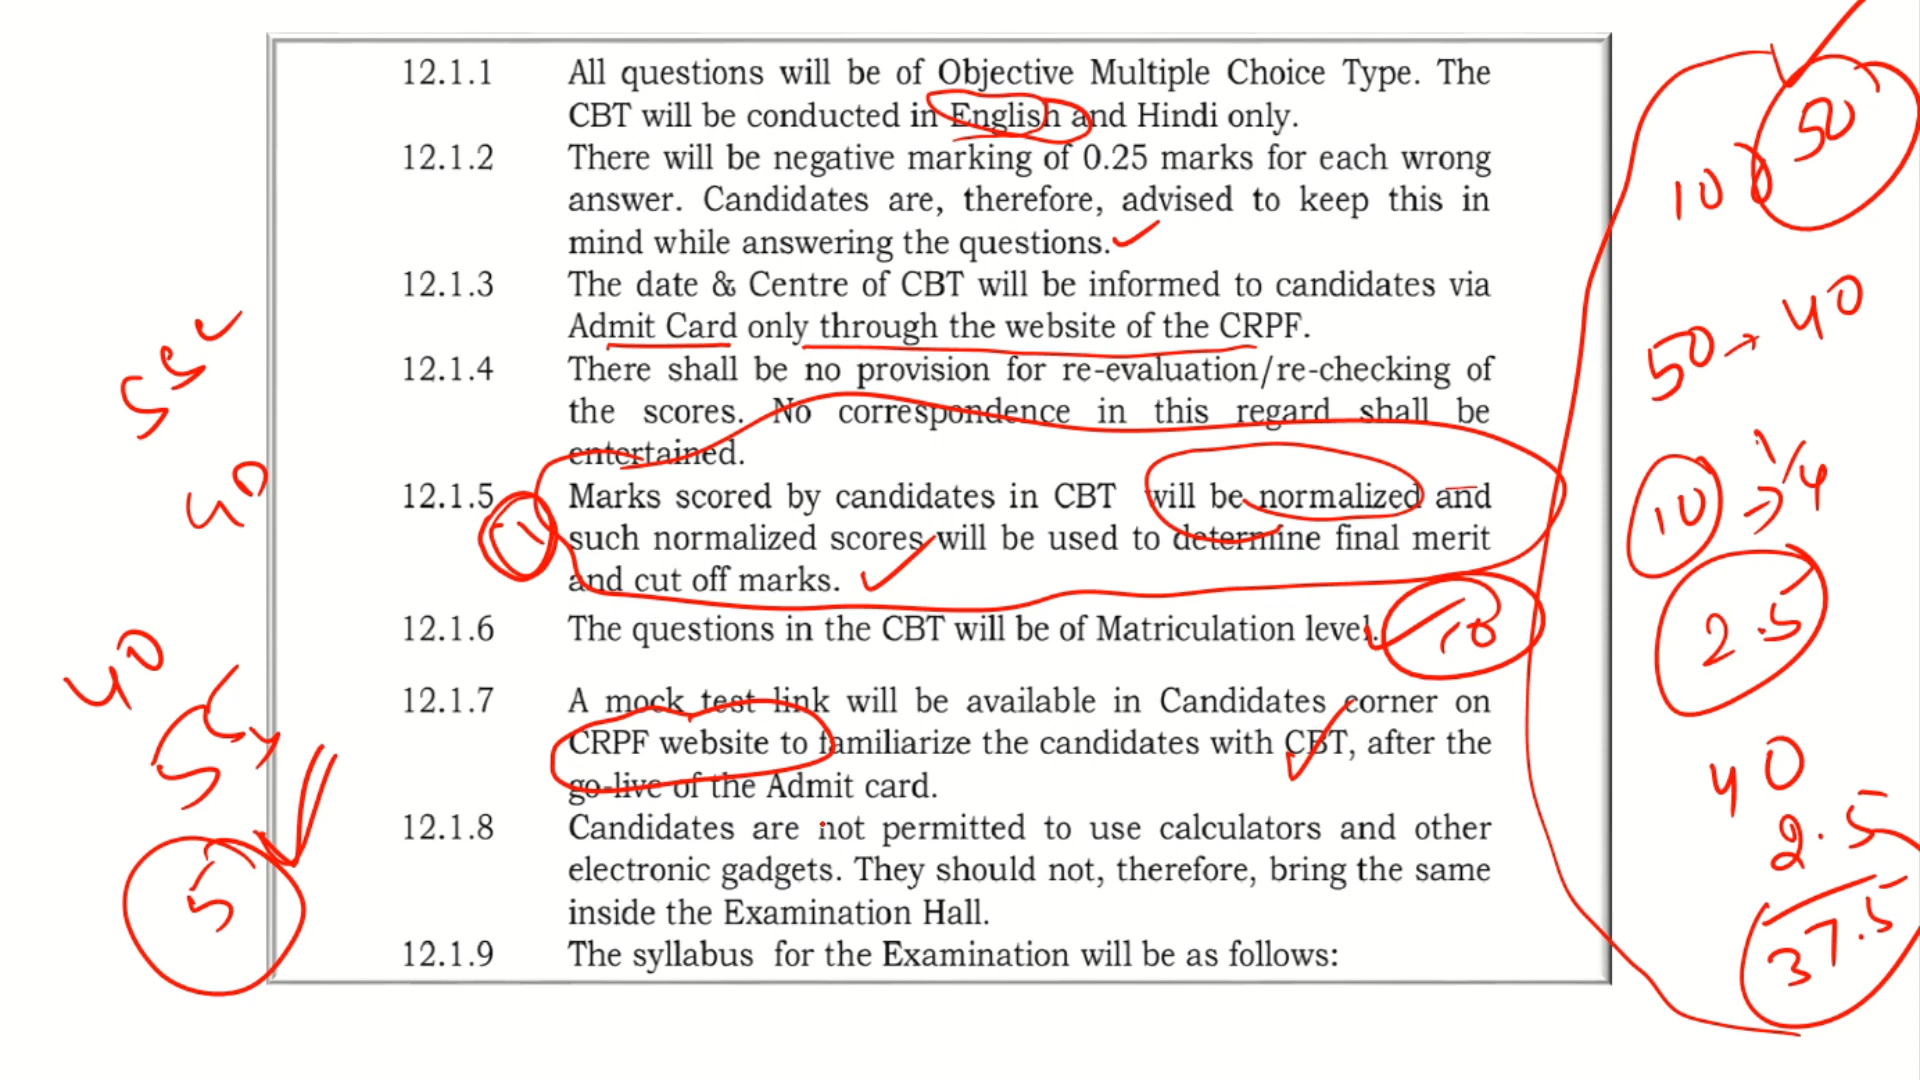 12.1.1 All questions will be of Objective Multiple Choice Type. The
CBT will be conducted in English and Hindi only.
12.1.2 There will be negative marking of 0.25 marks for each wrong
answer. Candidates are, therefore, advised to keep this in
mind while answering the questions.
12.1.3 The date & Centre of CBT will be informed to candidates via
Admit Card only through the website of the CRPF.
12.1.4 There shall be no provision for re-evaluation/re-checking of
the scores. No correspondence in this regard shall be
entertained.
12.1.5 Marks scored by candidates in CBT will be normalized and
such normalized scores will be used to determine final merit
and cut off marks.
12.1.6 The questions in the CBT will be of Matriculation level.
12.1.7 A mock test link will be available in Candidates corner on
CRPF website to familiarize the candidates with CBT, after the
go-live of the Admit card.
12.1.8 Candidates are not permitted to use calculators and other
electronic gadgets. They should not, therefore, bring the same
inside the Examination Hall.
12.1.9 The syllabus for the Examination will be as follows:
50
10
50 → 40
10 → 1/4
2.5
40
2.5
37.5
ssc
40
40
5
10